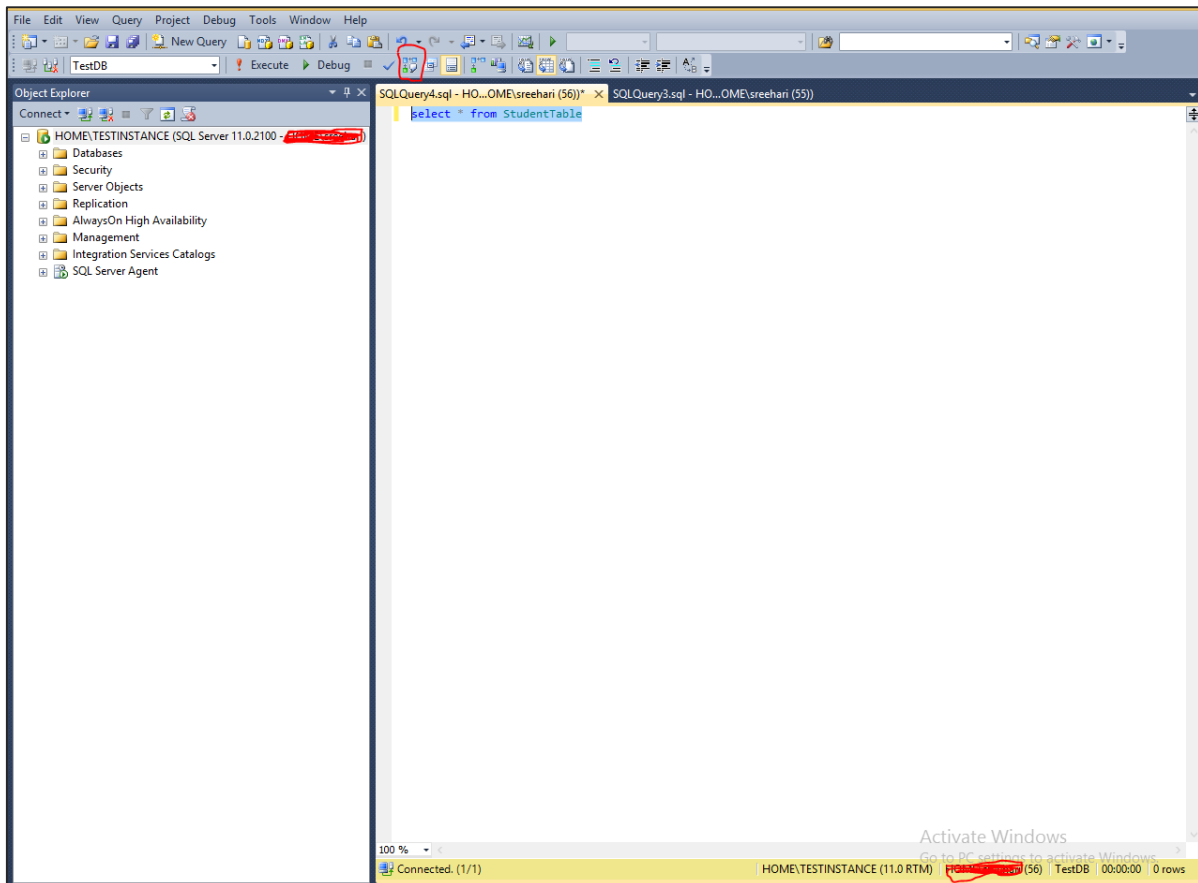 File Edit View Query Project Debug Tools Window Help
New Query
TestDB Execute Debug
Object Explorer
Connect
HOME\TESTINSTANCE (SQL Server 11.0.2100 -
Databases
Security
Server Objects
Replication
AlwaysOn High Availability
Management
Integration Services Catalogs
SQL Server Agent
SQLQuery4.sql - HO...OME\sreehari (56))* SQLQuery3.sql - HO...OME\sreehari (55))
select * from StudentTable
Activate Windows
Go to PC settings to activate Windows.
100 %
Connected. (1/1) HOME\TESTINSTANCE (11.0 RTM) (56) TestDB 00:00:00 0 rows